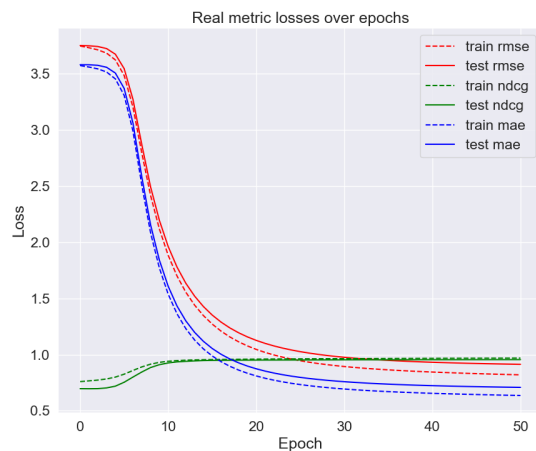 Real metric losses over epochs
train rmse
test rmse
train ndcg
test ndcg
train mae
test mae
Loss
3.5
3.0
2.5
2.0
1.5
1.0
0.5
0
10
20
30
40
50
Epoch